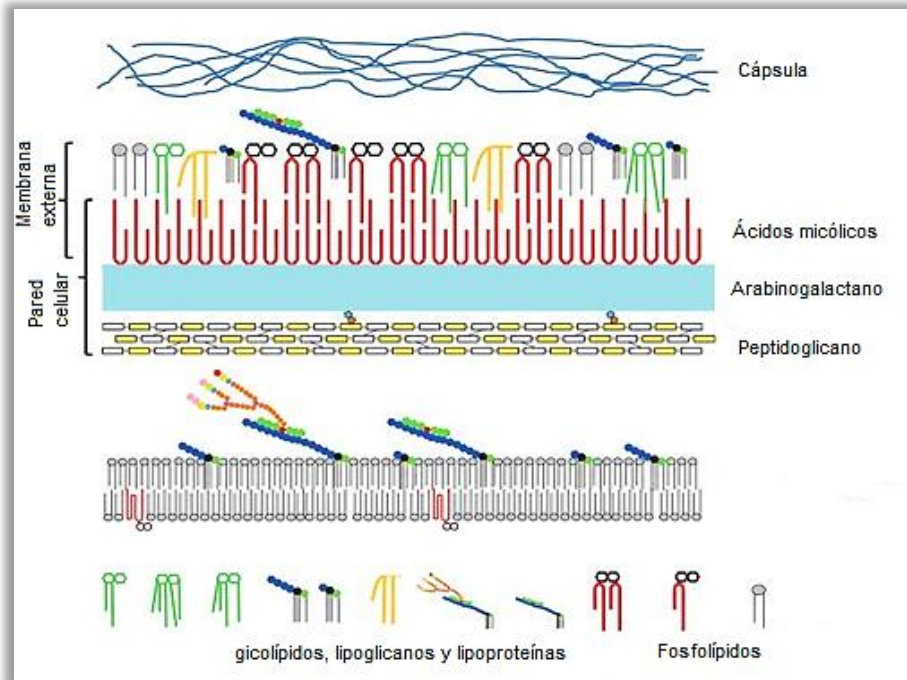 Cápsula
Membrana
externa
Ácidos micólicos
Pared
celular
Arabinogalactano
Peptidoglicano
gicolípidos, lipoglicanos y lipoproteínas
Fosfolípidos